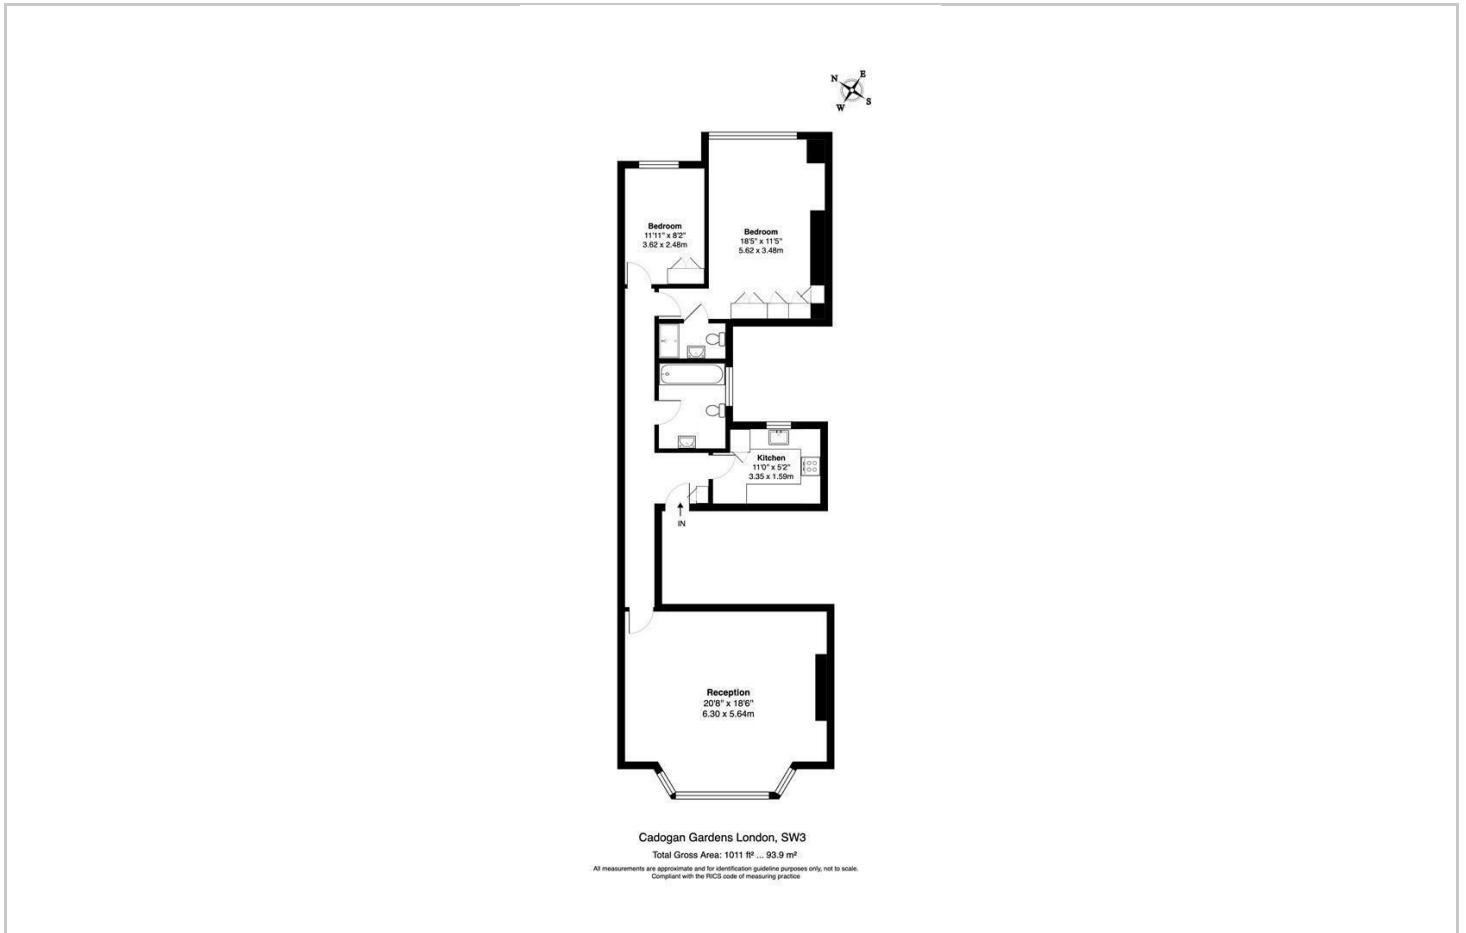 N E
W S
Bedroom
11'11" x 8'2"
3.62 x 2.48m
Bedroom
18'5" x 11'5"
5.62 x 3.48m
Kitchen
11'0" x 5'2"
3.35 x 1.59m
IN
Reception
20'8" x 18'6"
6.30 x 5.64m
Cadogan Gardens London, SW3
Total Gross Area: 1011 ft² ... 93.9 m²
All measurements are approximate and for identification guideline purposes only, not to scale.
Compliant with the RICS code of measuring practice